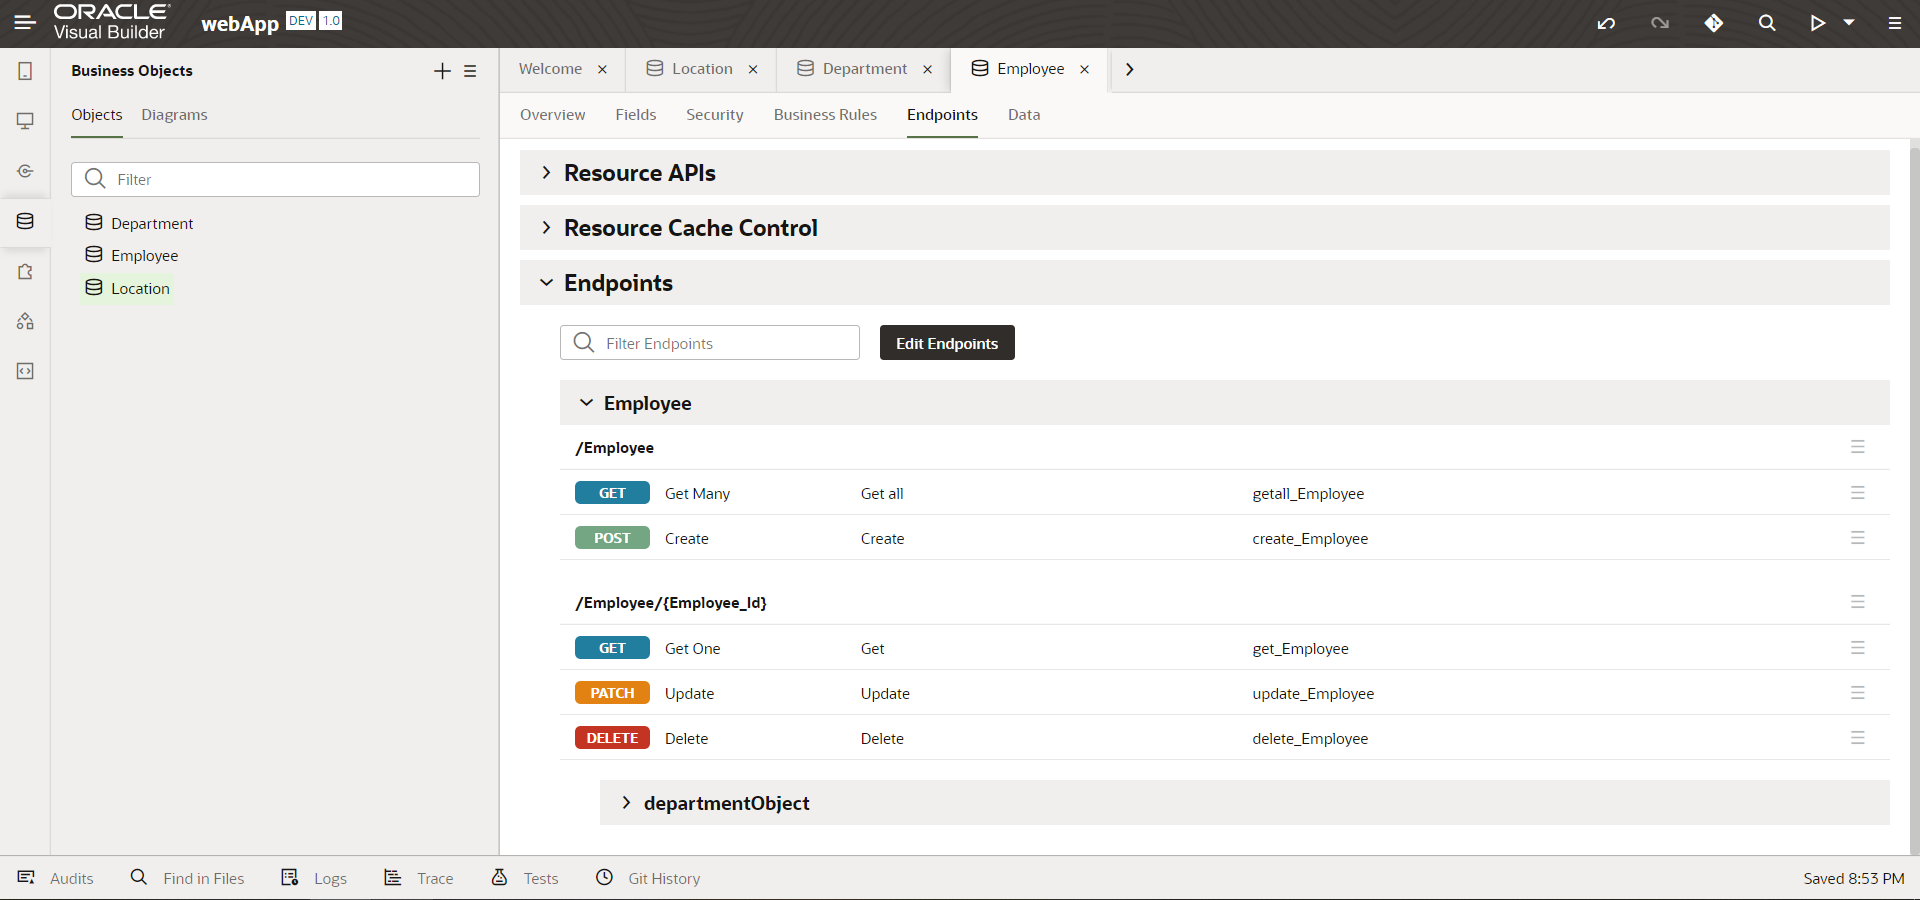 ORACLE
Visual Builder
webApp DEV 1.0
Business Objects
Objects Diagrams
Filter
Department
Employee
Location
Welcome Location Department Employee
Overview Fields Security Business Rules Endpoints Data
Resource APIs
Resource Cache Control
Endpoints
Filter Endpoints Edit Endpoints
Employee
/Employee
GET Get Many Get all getall_Employee
POST Create Create create_Employee
/Employee/{Employee_Id}
GET Get One Get get_Employee
PATCH Update Update update_Employee
DELETE Delete Delete delete_Employee
departmentObject
Audits Find in Files Logs Trace Tests Git History Saved 8:53 PM